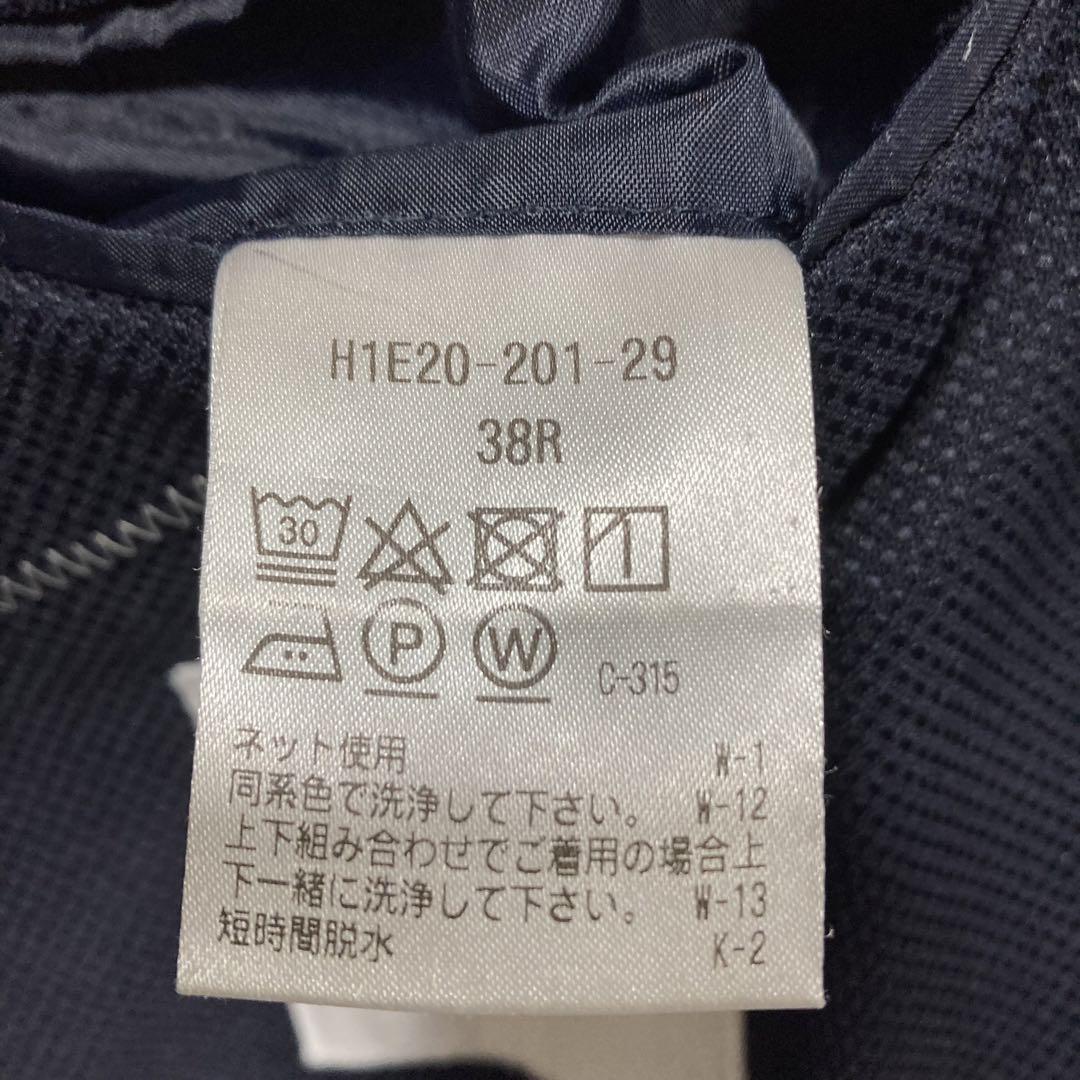 H1E20-201-29
38R
30
P W C-315
ネット使用 W-1
同系色で洗浄して下さい。 W-12
上下組み合わせでご着用の場合上
下一緒に洗浄して下さい。 W-13
短時間脱水 K-2